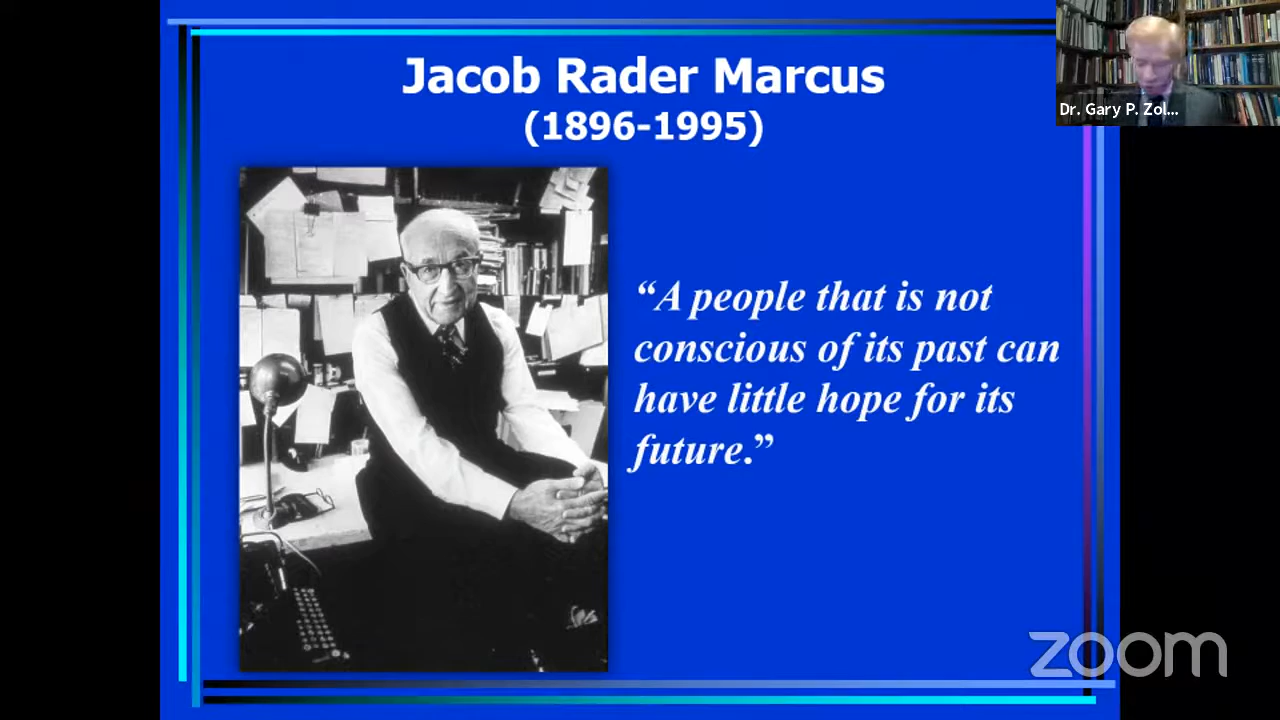 Jacob Rader Marcus
(1896-1995)
Dr. Gary P. Zol...
“A people that is not
conscious of its past can
have little hope for its
future.”
zoom